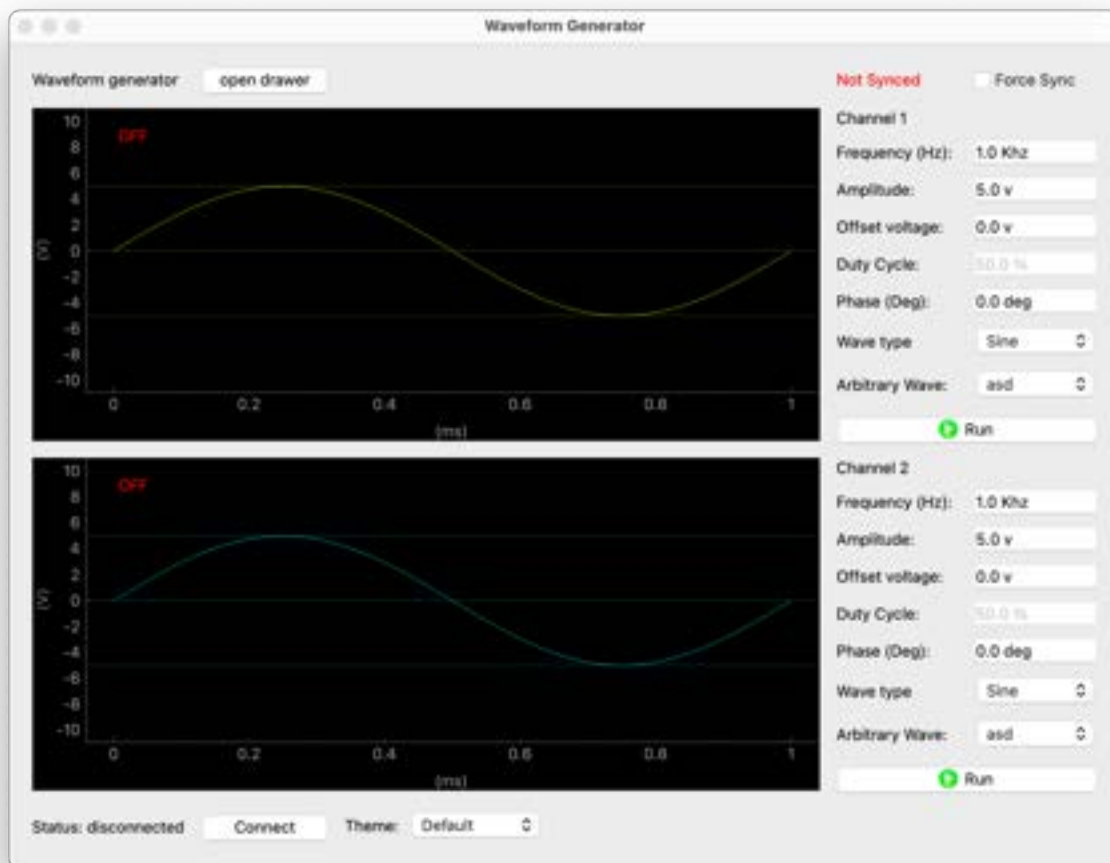 Waveform Generator
Waveform generator open drawer Not Synced Force Sync
OFF
10
8
6
4
2
0
-2
-4
-6
-8
-10
(V)
0 0.2 0.4 0.6 0.8 1
(ms)
Channel 1
Frequency (Hz): 1.0 Khz
Amplitude: 5.0 v
Offset voltage: 0.0 v
Duty Cycle: 50.0 %
Phase (Deg): 0.0 deg
Wave type Sine
Arbitrary Wave: asd
Run
OFF
10
8
6
4
2
0
-2
-4
-6
-8
-10
(V)
0 0.2 0.4 0.6 0.8 1
(ms)
Channel 2
Frequency (Hz): 1.0 Khz
Amplitude: 5.0 v
Offset voltage: 0.0 v
Duty Cycle: 50.0 %
Phase (Deg): 0.0 deg
Wave type Sine
Arbitrary Wave: asd
Run
Status: disconnected Connect Theme: Default